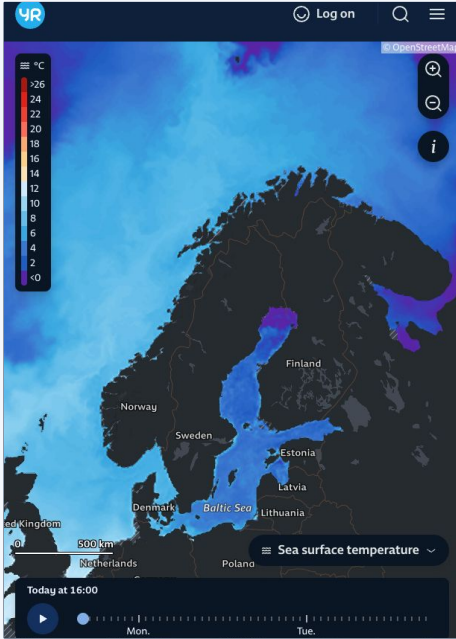 YR
Log on
© OpenStreetMap
°C
>26
24
22
20
18
16
14
12
10
8
6
4
2
<0
i
Finland
Norway
Sweden
Estonia
Latvia
Denmark
Baltic Sea
Lithuania
ed Kingdom
0 500 km
Netherlands
Poland
Sea surface temperature
Today at 16:00
Mon.
Tue.